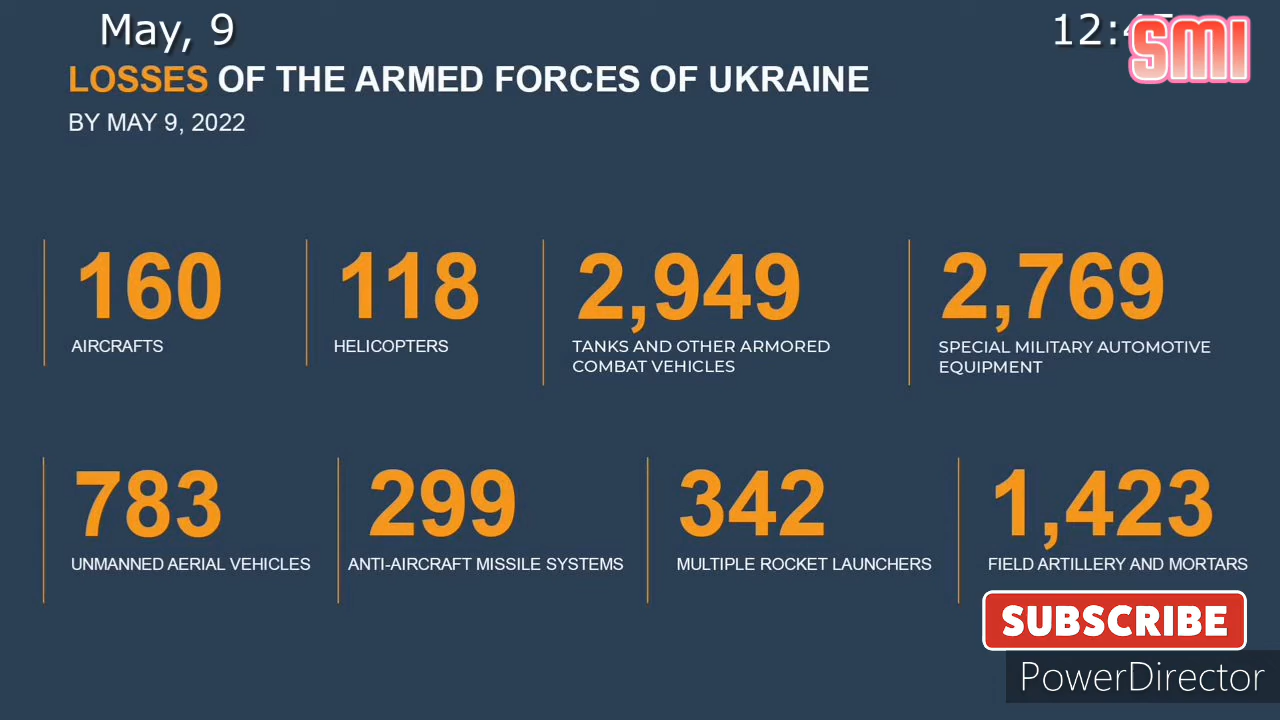 May, 9
12:
SMI
LOSSES OF THE ARMED FORCES OF UKRAINE
BY MAY 9, 2022
160
118
2,949
2,769
AIRCRAFTS
HELICOPTERS
TANKS AND OTHER ARMORED
COMBAT VEHICLES
SPECIAL MILITARY AUTOMOTIVE
EQUIPMENT
783
299
342
1,423
UNMANNED AERIAL VEHICLES
ANTI-AIRCRAFT MISSILE SYSTEMS
MULTIPLE ROCKET LAUNCHERS
FIELD ARTILLERY AND MORTARS
SUBSCRIBE
PowerDirector